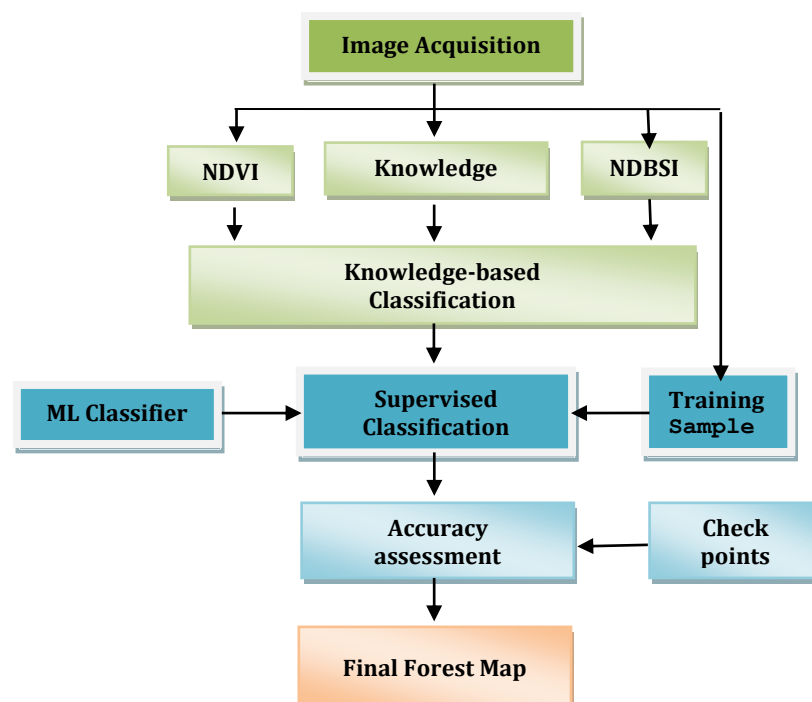 Image Acquisition
NDVI
Knowledge
NDBSI
Knowledge-based
Classification
ML Classifier
Supervised
Classification
Training
Sample
Accuracy
assessment
Check
points
Final Forest Map